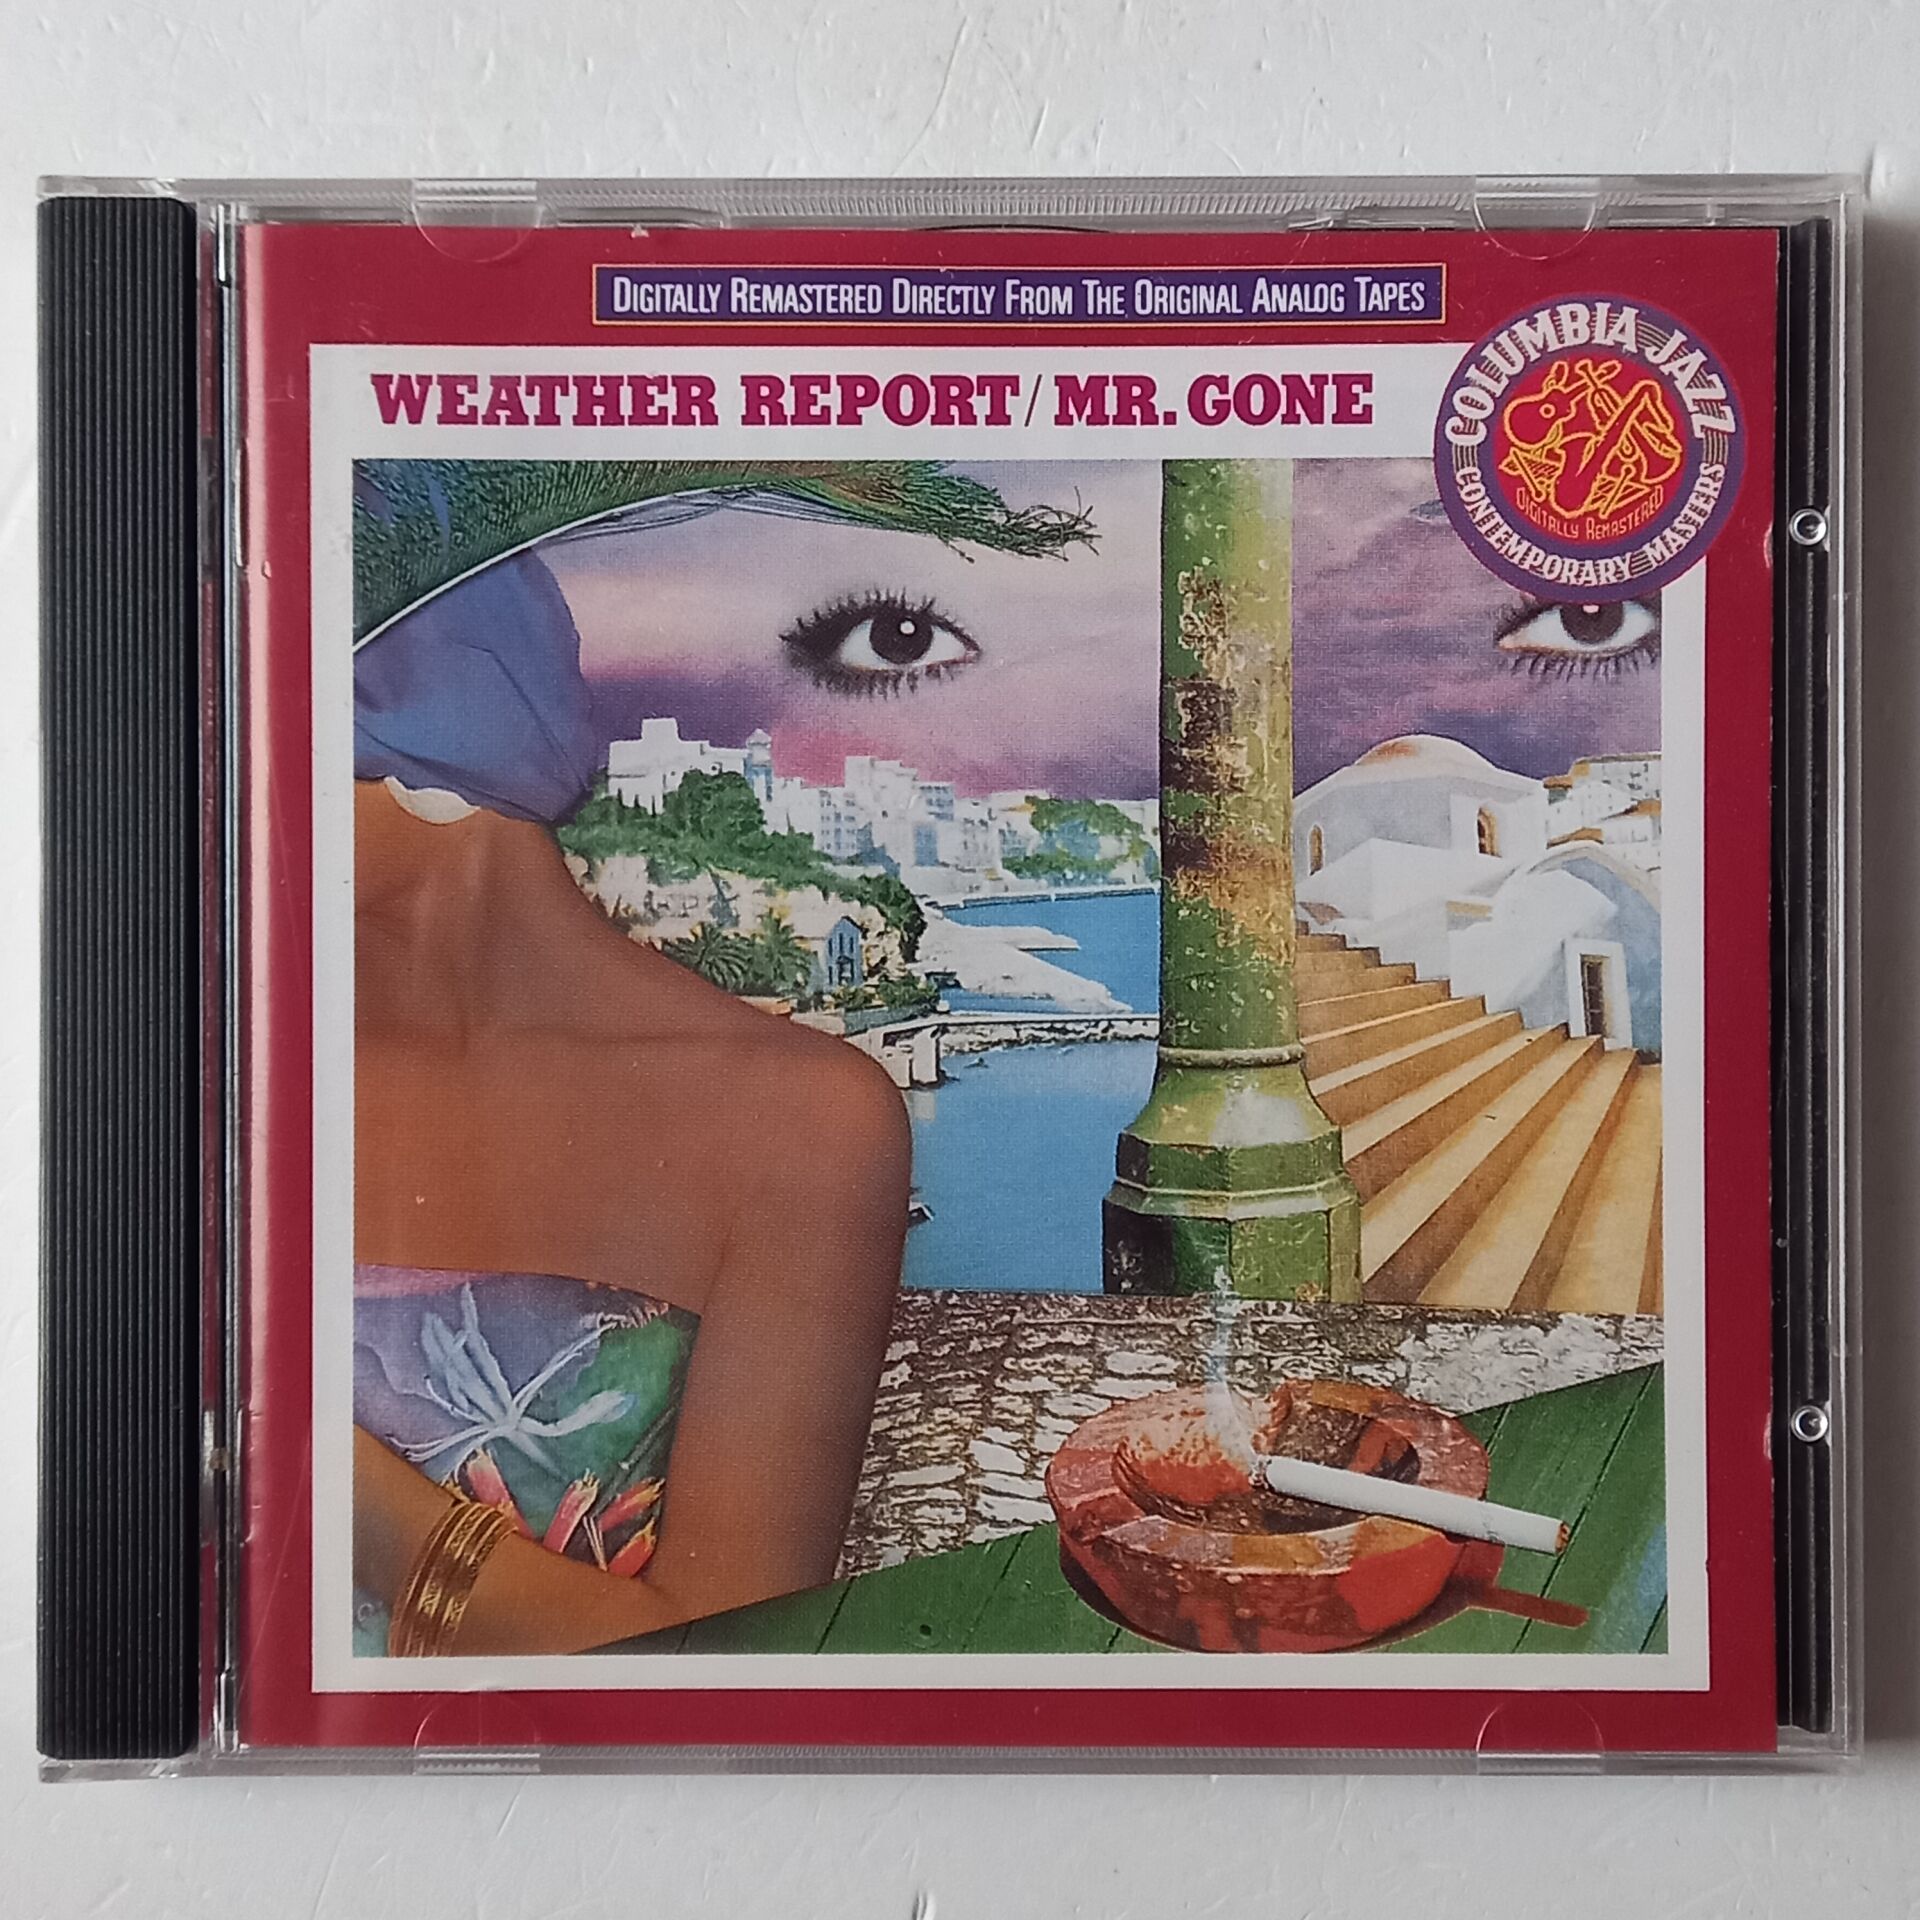 DIGITALLY REMASTERED DIRECTLY FROM THE ORIGINAL ANALOG TAPES
WEATHER REPORT/MR. GONE
COLUMBIA JAZZ
CONTEMPORARY MASTERS
DIGITALLY REMASTERED